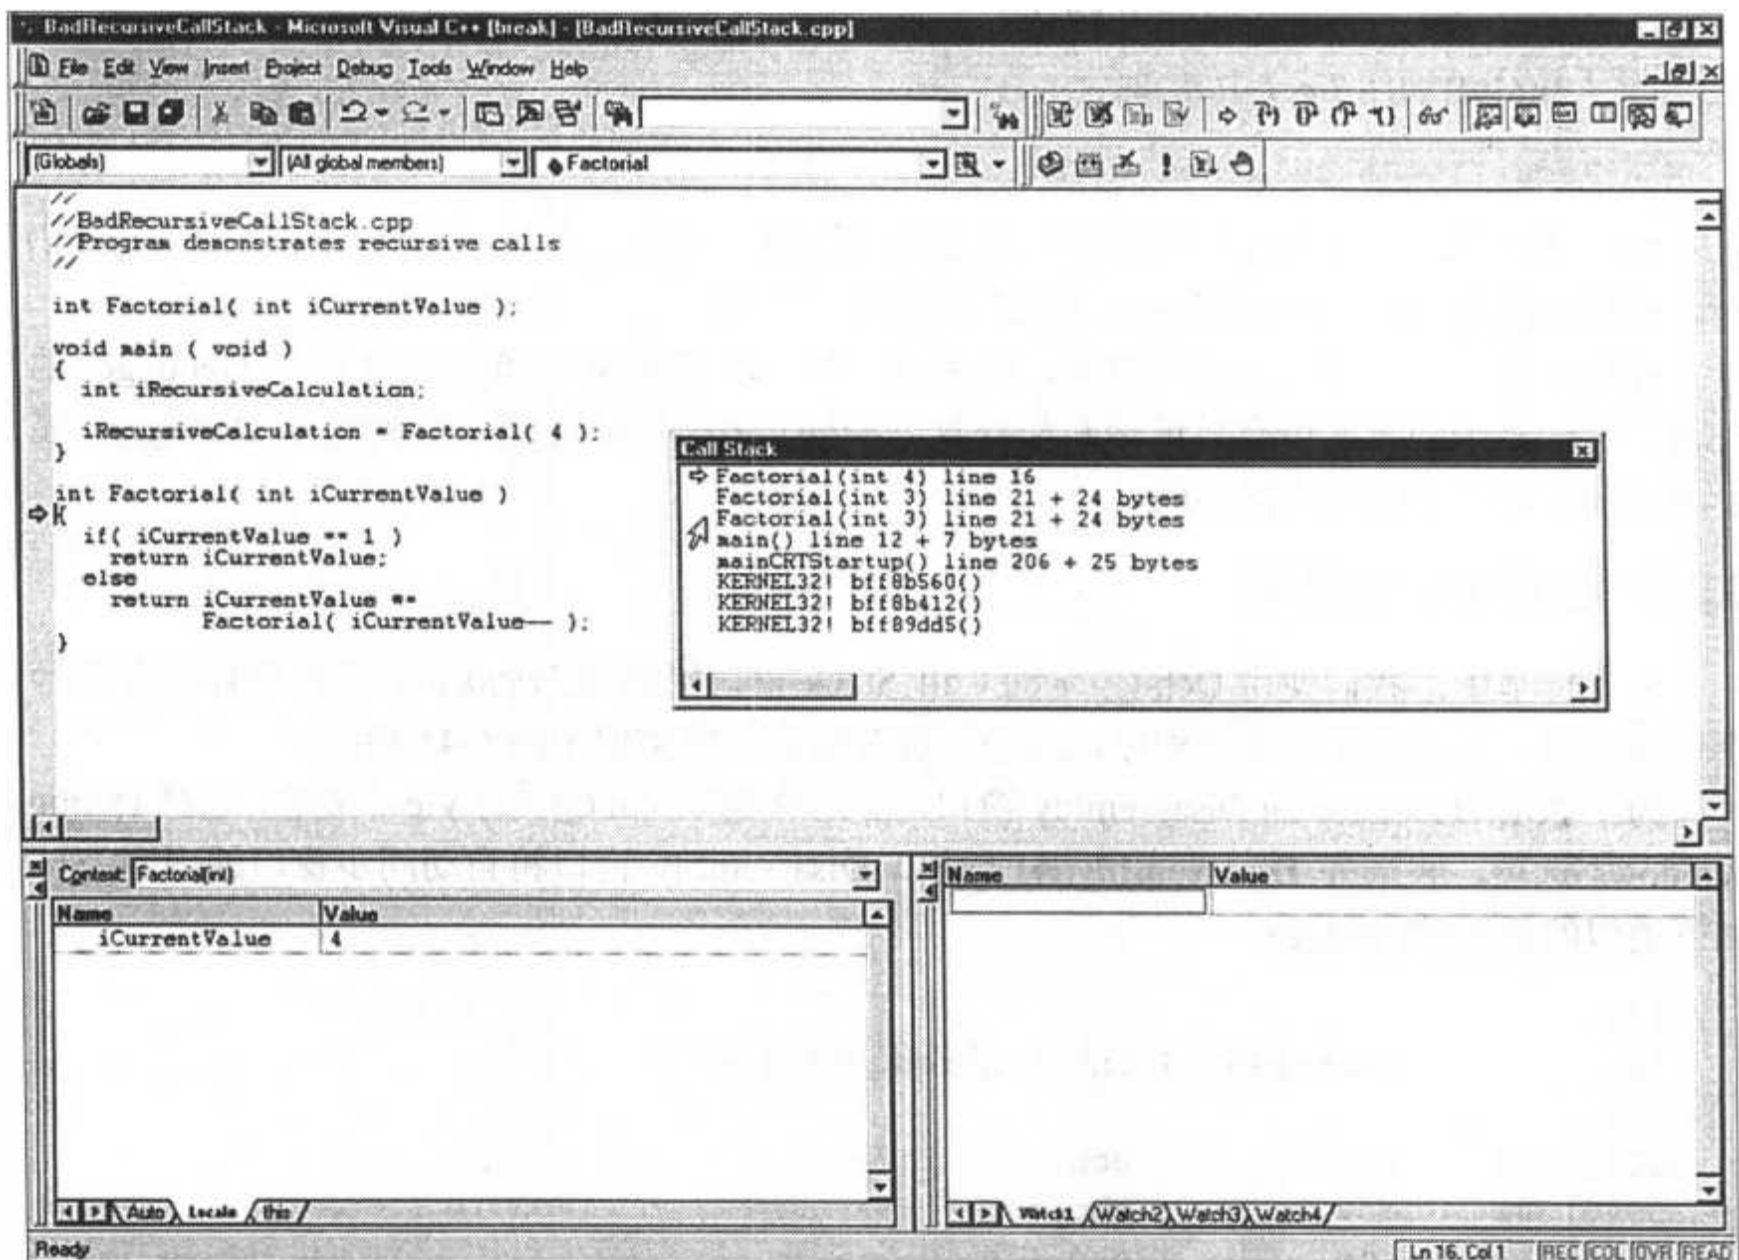 BadRecursiveCallStack - Microsoft Visual C++ [break] - [BadRecursiveCallStack.cpp]
File Edit View Insert Project Debug Tools Window Help
(Globals) (All global members) Factorial
//
//BadRecursiveCallStack.cpp
//Program demonstrates recursive calls
//
int Factorial( int iCurrentValue );
void main ( void )
{
int iRecursiveCalculation;
iRecursiveCalculation = Factorial( 4 );
}
int Factorial( int iCurrentValue )
{
if( iCurrentValue == 1 )
return iCurrentValue;
else
return iCurrentValue *=
Factorial( iCurrentValue-- );
}
Call Stack
Factorial(int 4) line 16
Factorial(int 3) line 21 + 24 bytes
Factorial(int 3) line 21 + 24 bytes
main() line 12 + 7 bytes
mainCRTStartup() line 206 + 25 bytes
KERNEL32! bff8b560()
KERNEL32! bff8b412()
KERNEL32! bff89dd5()
Context: Factorial(int)
Name Value
iCurrentValue 4
Auto Locals this
Name Value
Watch1 Watch2 Watch3 Watch4
Ready
Ln 16, Col 1 REC COL OVR READ